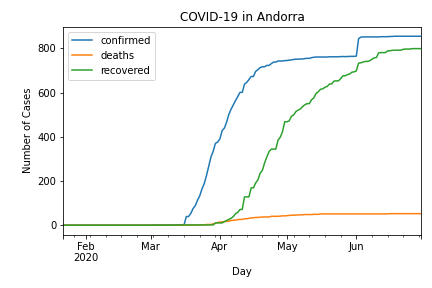 COVID-19 in Andorra
confirmed
deaths
recovered
Number of Cases
800
600
400
200
0
Feb
2020
Mar
Apr
May
Jun
Day